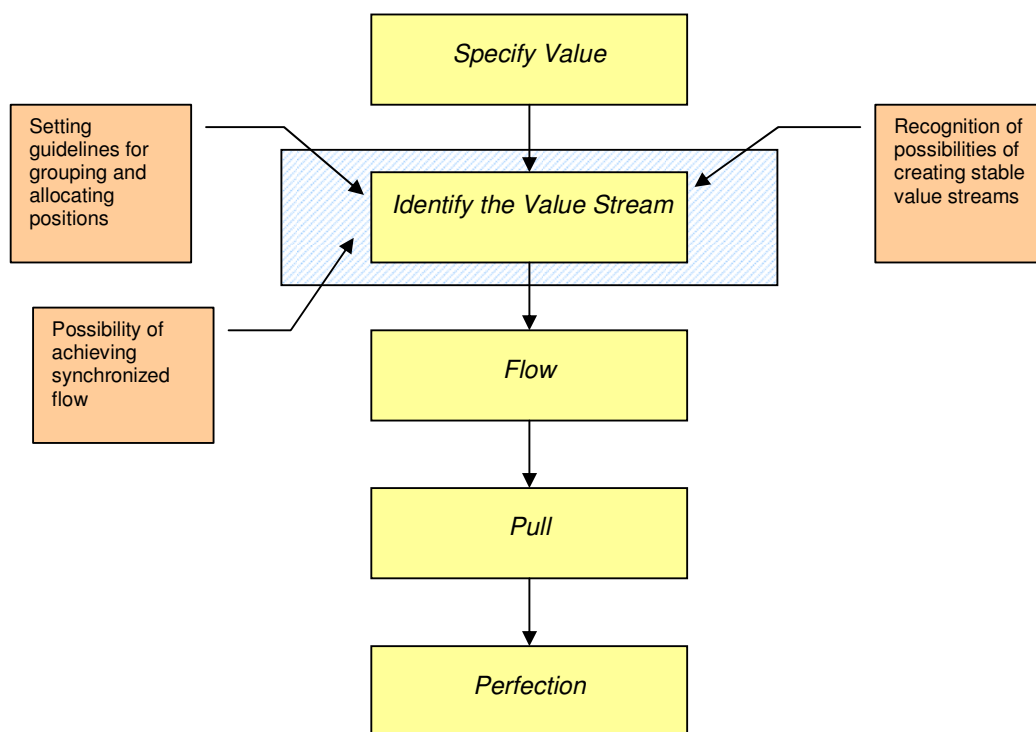 Specify Value
Setting
guidelines for
grouping and
allocating
positions
Recognition of
possibilities of
creating stable
value streams
Identify the Value Stream
Possibility of
achieving
synchronized
flow
Flow
Pull
Perfection